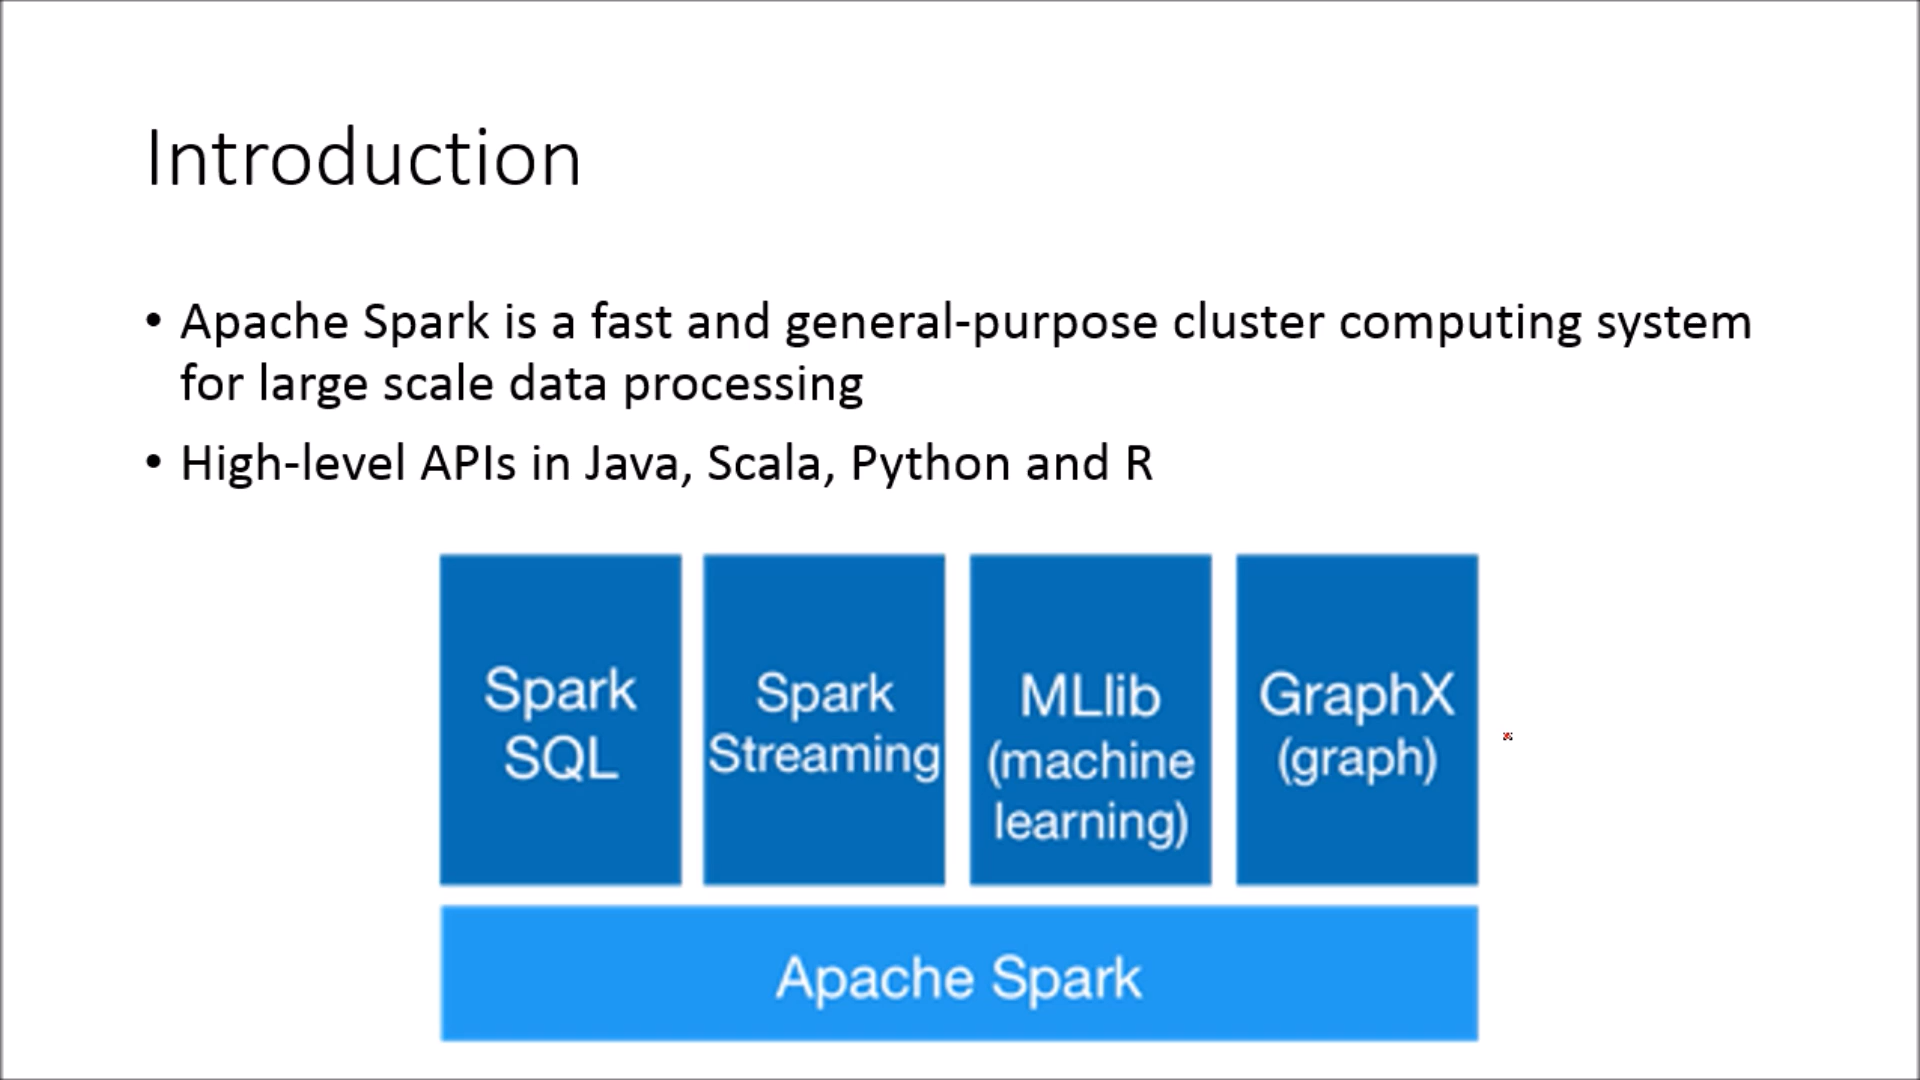 Introduction
• Apache Spark is a fast and general-purpose cluster computing system
for large scale data processing
• High-level APIs in Java, Scala, Python and R
Spark
SQL
Spark
Streaming
MLlib
(machine
learning)
GraphX
(graph)
Apache Spark